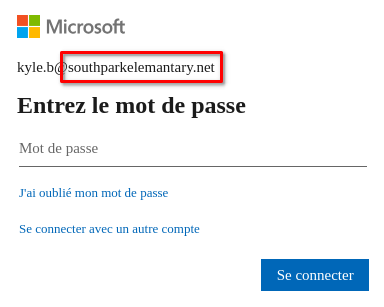 Microsoft
kyle.b@southparkelemantary.net
Entrez le mot de passe
Mot de passe
J'ai oublié mon mot de passe
Se connecter avec un autre compte
Se connecter